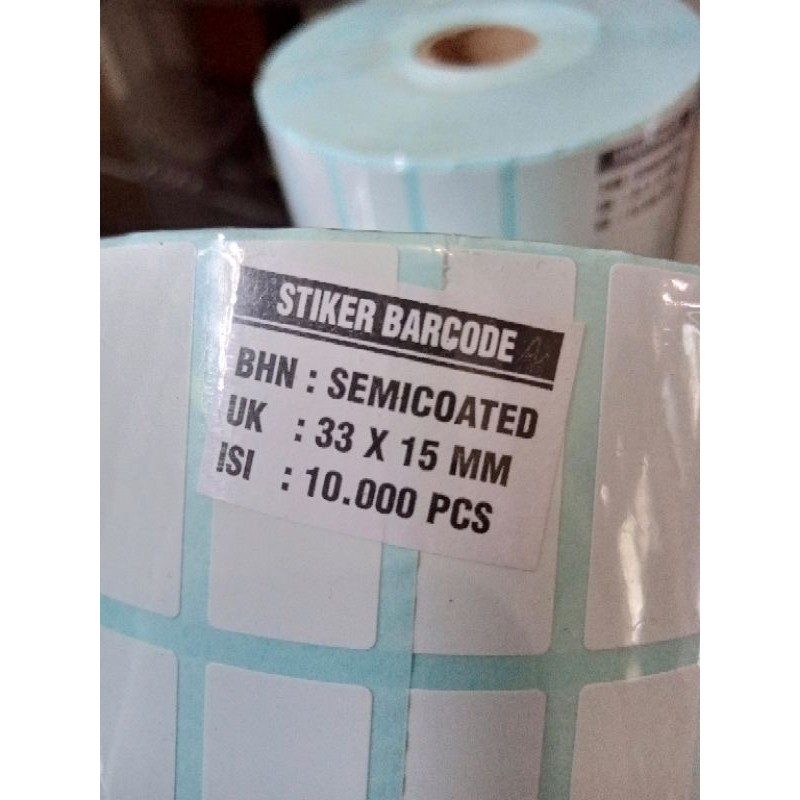 STIKER BARCODE
BHN : SEMICOATED
UK : 33 X 15 MM
ISI : 10.000 PCS